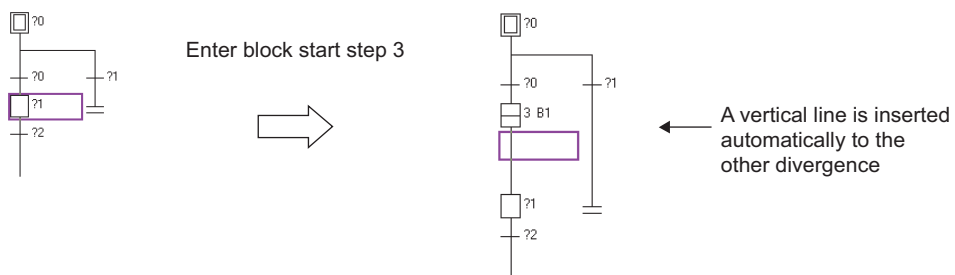 ?0
?0
?1
?1
?2
Enter block start step 3
?0
?0
?1
3 B1
?1
?2
A vertical line is inserted
automatically to the
other divergence